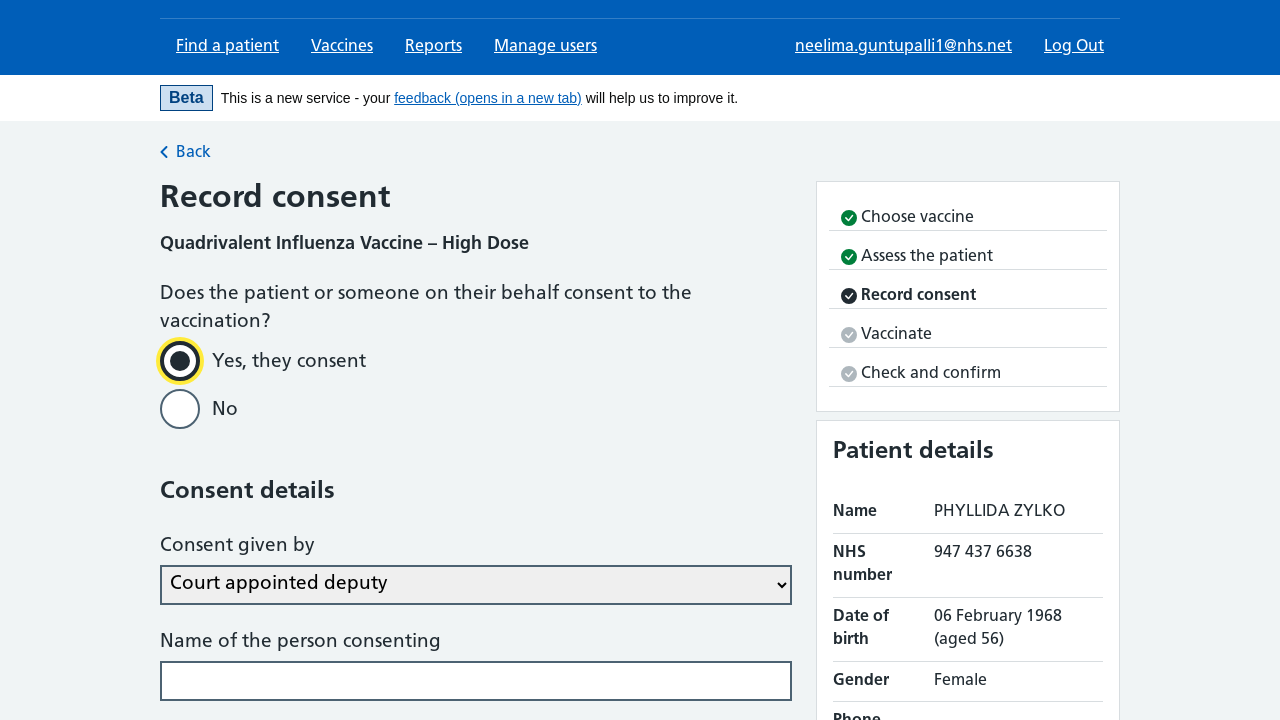 Find a patient
Vaccines
Reports
Manage users
neelima.guntupalli1@nhs.net
Log Out
Beta
This is a new service - your feedback (opens in a new tab) will help us to improve it.
Back
Record consent
Quadrivalent Influenza Vaccine – High Dose
Does the patient or someone on their behalf consent to the
vaccination?
Yes, they consent
No
Consent details
Consent given by
Court appointed deputy
Name of the person consenting
Choose vaccine
Assess the patient
Record consent
Vaccinate
Check and confirm
Patient details
Name PHYLLIDA ZYLKO
NHS 947 437 6638
number
Date of 06 February 1968
birth (aged 56)
Gender Female
Phone